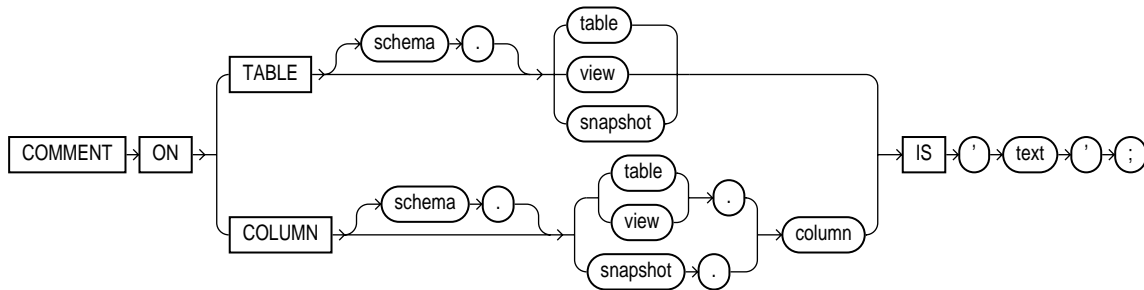 schema .
table
TABLE
view
snapshot
COMMENT ON
IS ' text ' ;
schema .
table
.
view
COLUMN
column
snapshot .